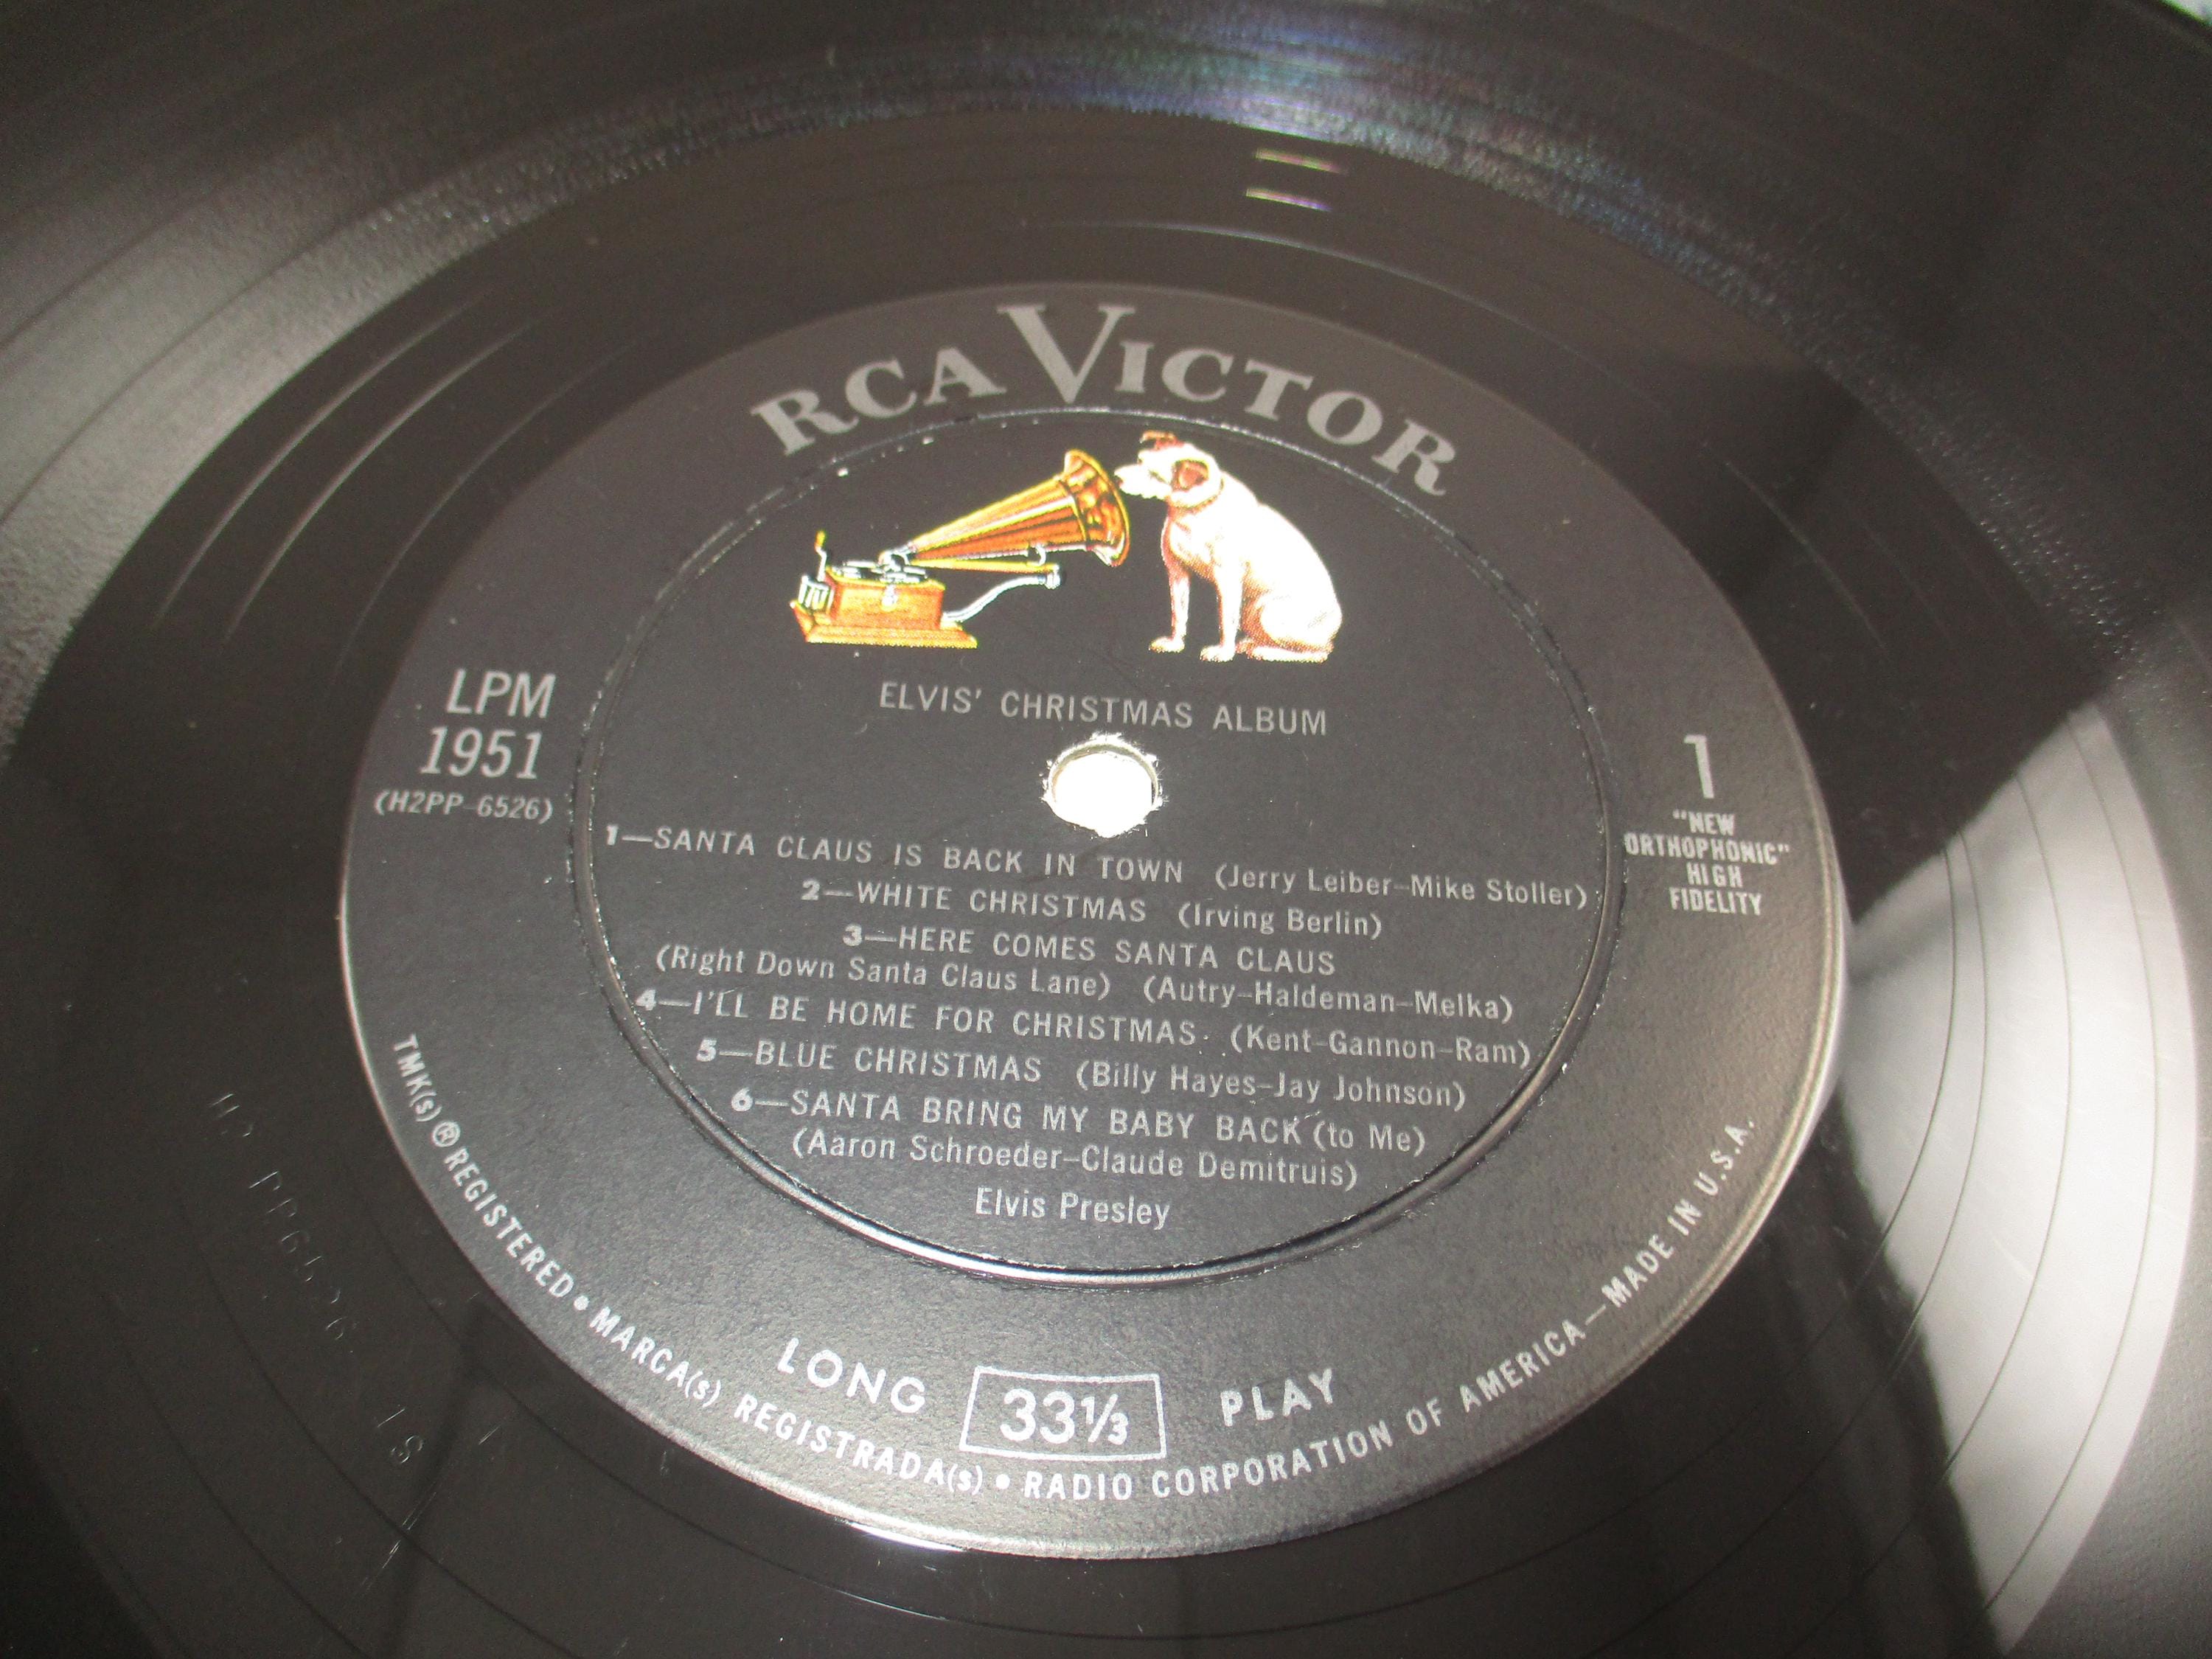 RCA VICTOR
ELVIS' CHRISTMAS ALBUM
LPM
1951
(H2PP-6526)
1
"NEW
ORTHOPHONIC"
HIGH
FIDELITY
1—SANTA CLAUS IS BACK IN TOWN (Jerry Leiber-Mike Stoller)
2—WHITE CHRISTMAS (Irving Berlin)
3—HERE COMES SANTA CLAUS
(Right Down Santa Claus Lane) (Autry-Haldeman-Melka)
4—I'LL BE HOME FOR CHRISTMAS (Kent-Gannon-Ram)
5—BLUE CHRISTMAS (Billy Hayes-Jay Johnson)
6—SANTA BRING MY BABY BACK (to Me)
(Aaron Schroeder-Claude Demitruis)
Elvis Presley
LONG 33⅓ PLAY
TMK(s) ® REGISTERED • MARCA(s) REGISTRADA(s) • RADIO CORPORATION OF AMERICA—MADE IN U.S.A.